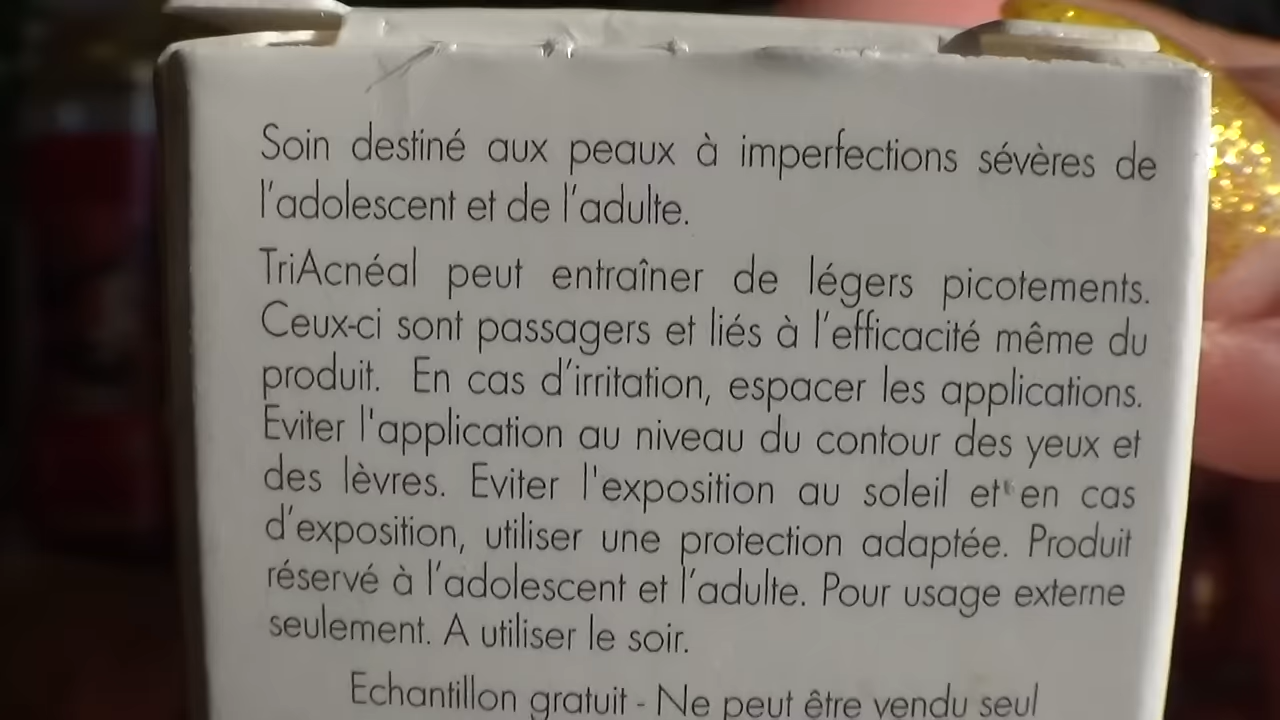 Soin destiné aux peaux à imperfections sévères de
l'adolescent et de l'adulte.
TriAcnéal peut entraîner de légers picotements.
Ceux-ci sont passagers et liés à l'efficacité même du
produit. En cas d'irritation, espacer les applications.
Eviter l'application au niveau du contour des yeux et
des lèvres. Eviter l'exposition au soleil et en cas
d'exposition, utiliser une protection adaptée. Produit
réservé à l'adolescent et l'adulte. Pour usage externe
seulement. A utiliser le soir.
Echantillon gratuit - Ne peut être vendu seul